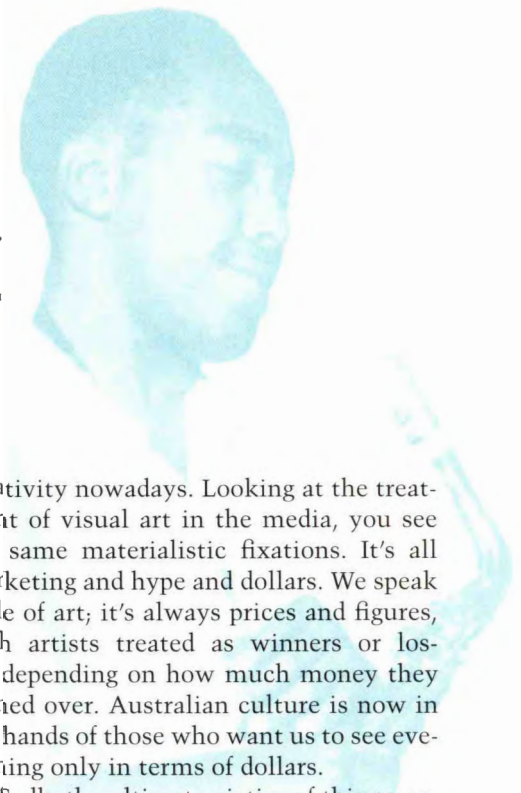 tivity nowadays. Looking at the treat-
of visual art in the media, you see
same materialistic fixations. It's all
keting and hype and dollars. We speak
of art; it's always prices and figures,
artists treated as winners or los-
depending on how much money they
over. Australian culture is now in
hands of those who want us to see eve-
ing only in terms of dollars.